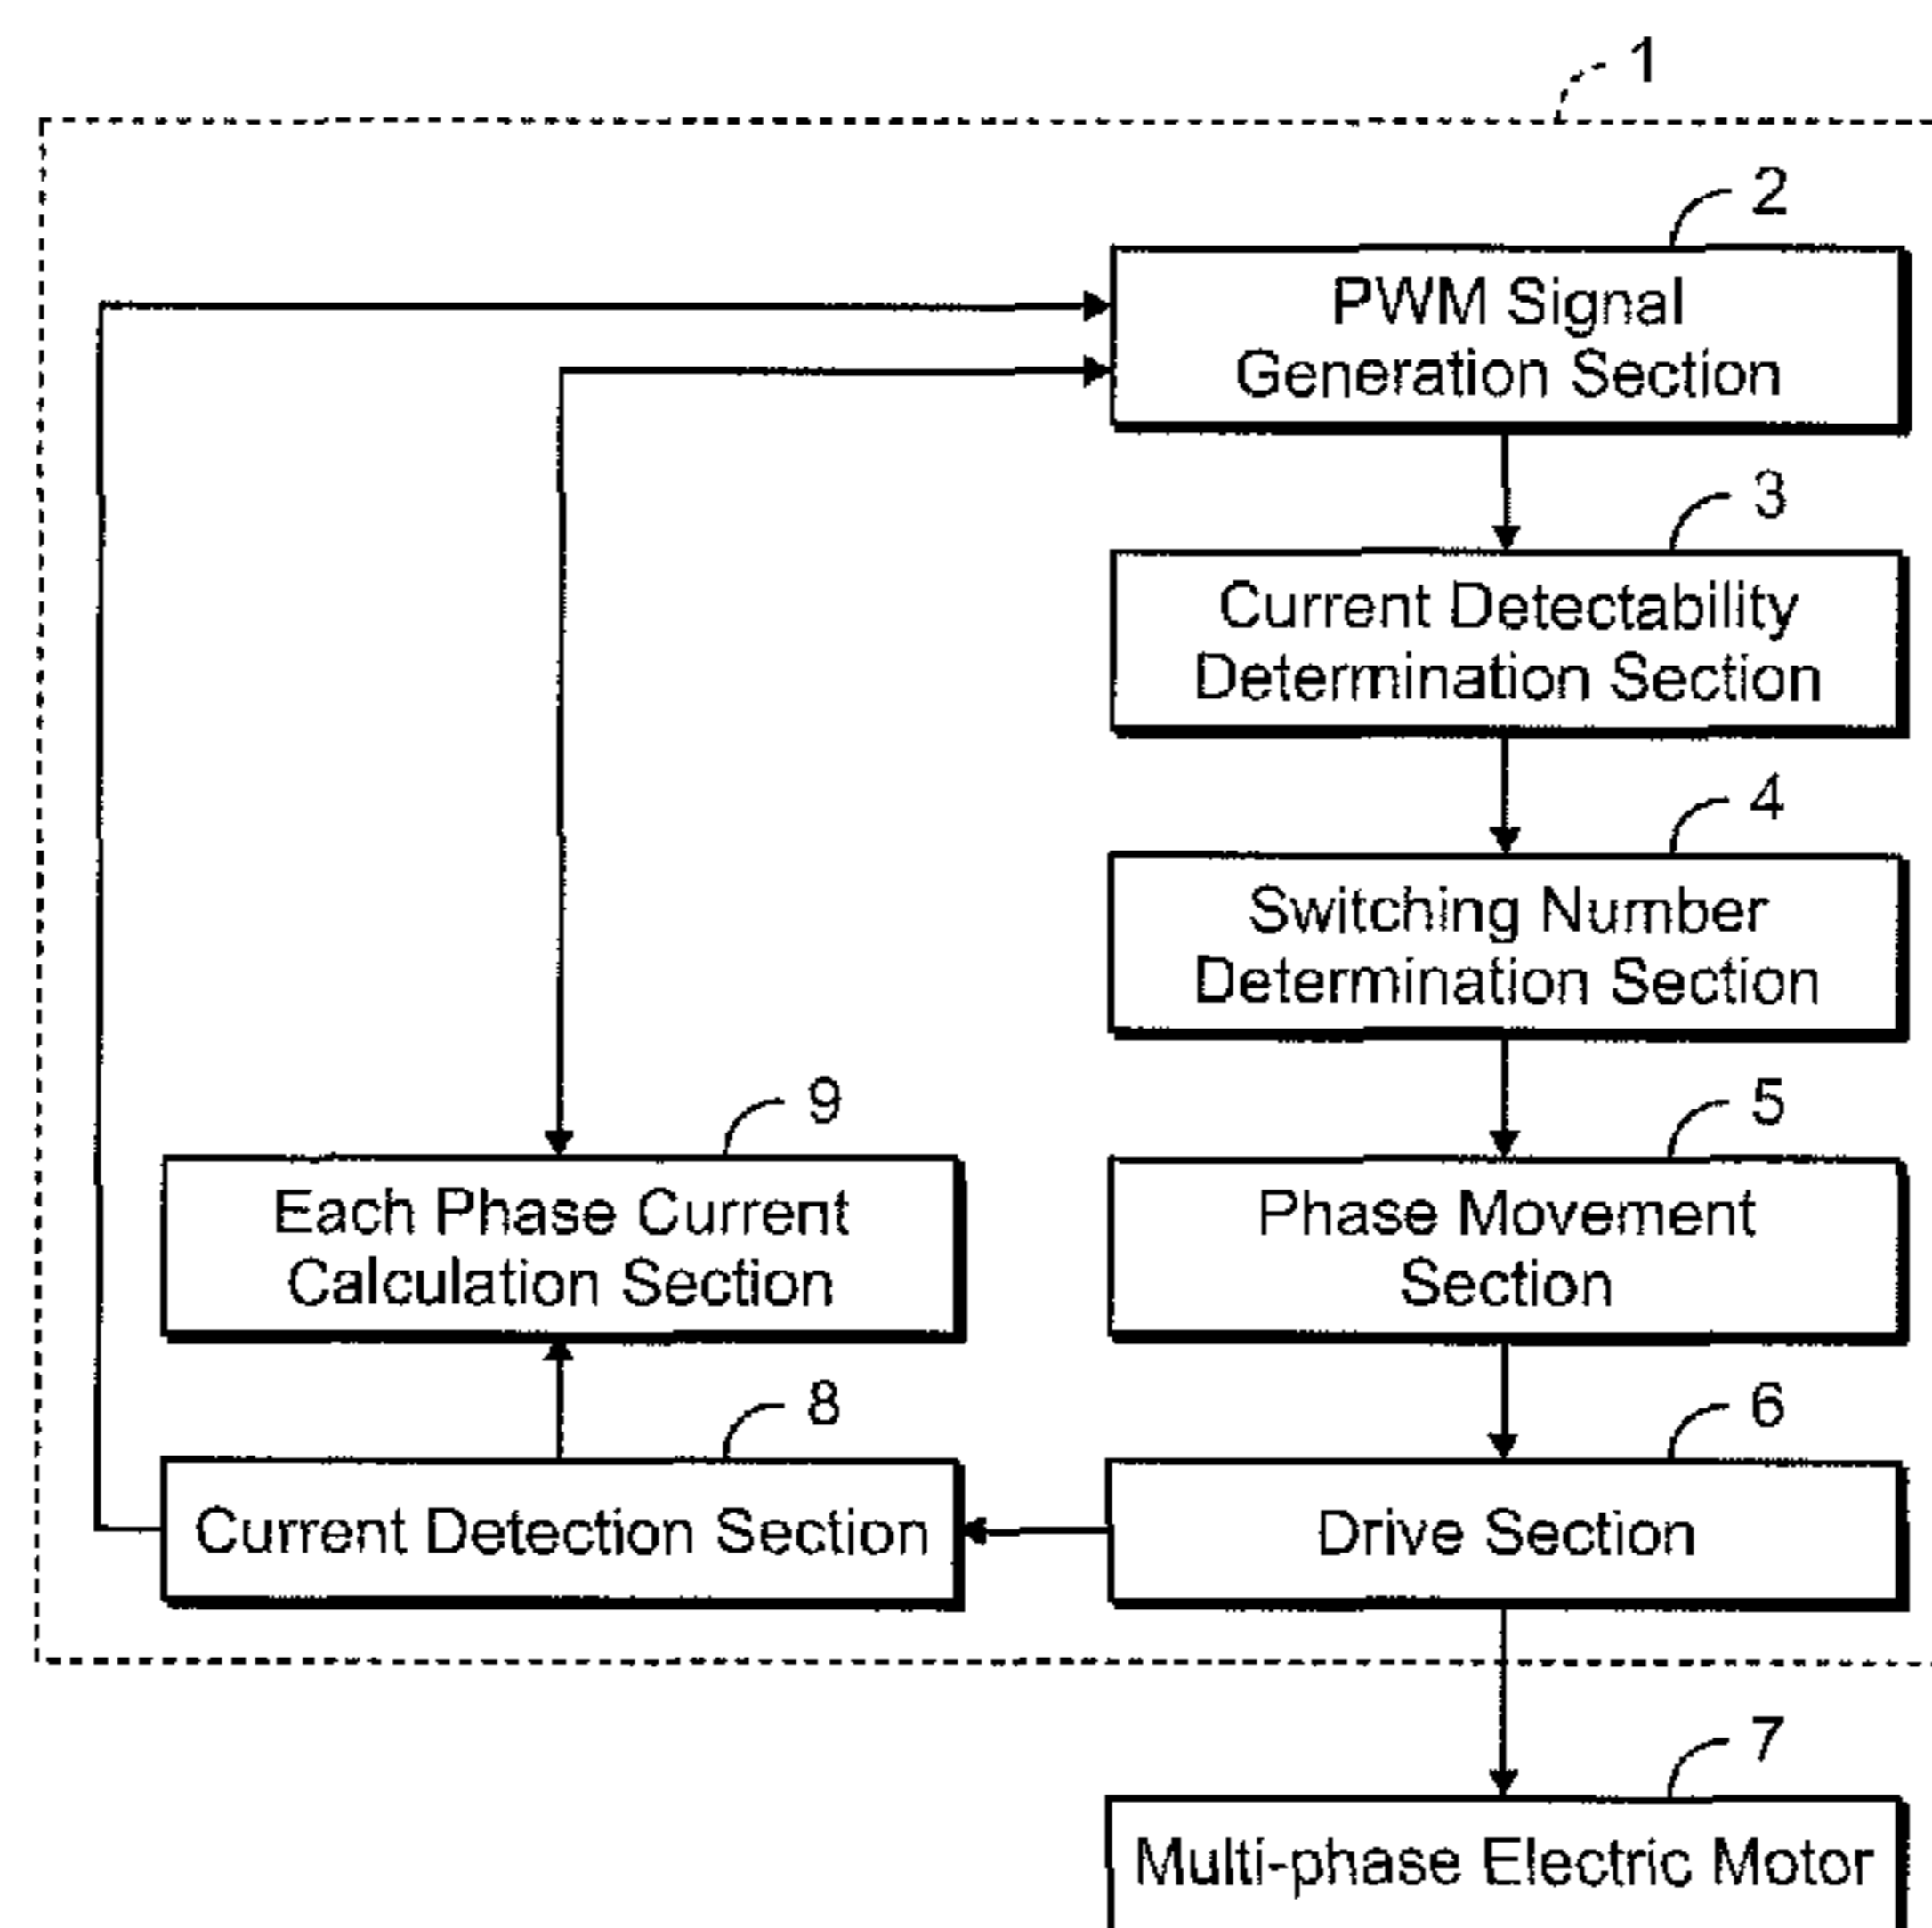 1
2
PWM Signal
Generation Section
3
Current Detectability
Determination Section
4
Switching Number
Determination Section
9
Each Phase Current
Calculation Section
5
Phase Movement
Section
8
Current Detection Section
6
Drive Section
7
Multi-phase Electric Motor